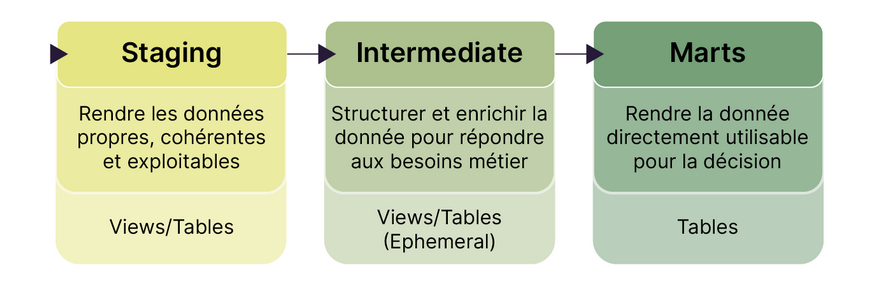 Staging
Rendre les données
propres, cohérentes
et exploitables
Views/Tables
Intermediate
Structurer et enrichir la
donnée pour répondre
aux besoins métier
Views/Tables
(Ephemeral)
Marts
Rendre la donnée
directement utilisable
pour la décision
Tables